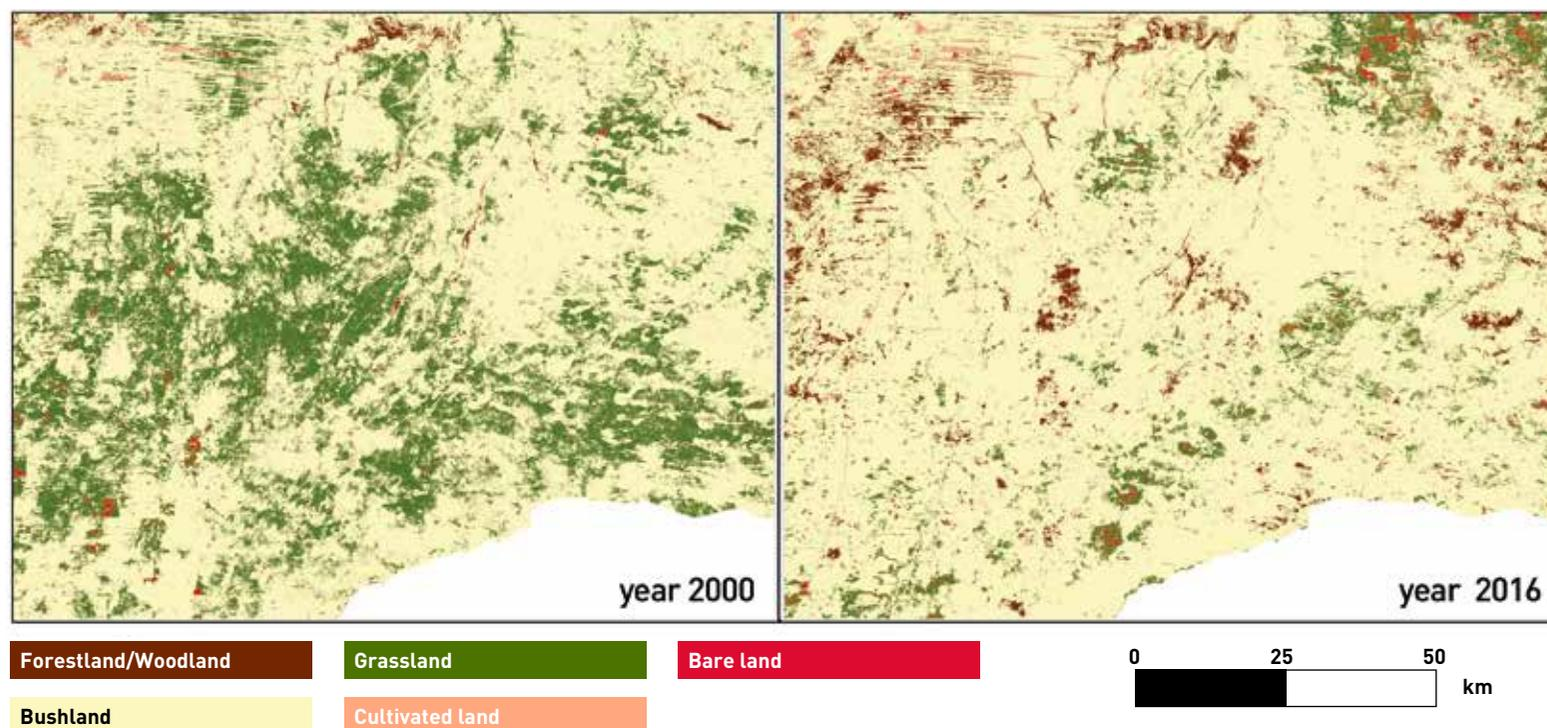 year 2000
year 2016
Forestland/Woodland
Grassland
Bare land
Bushland
Cultivated land
0 25 50
km